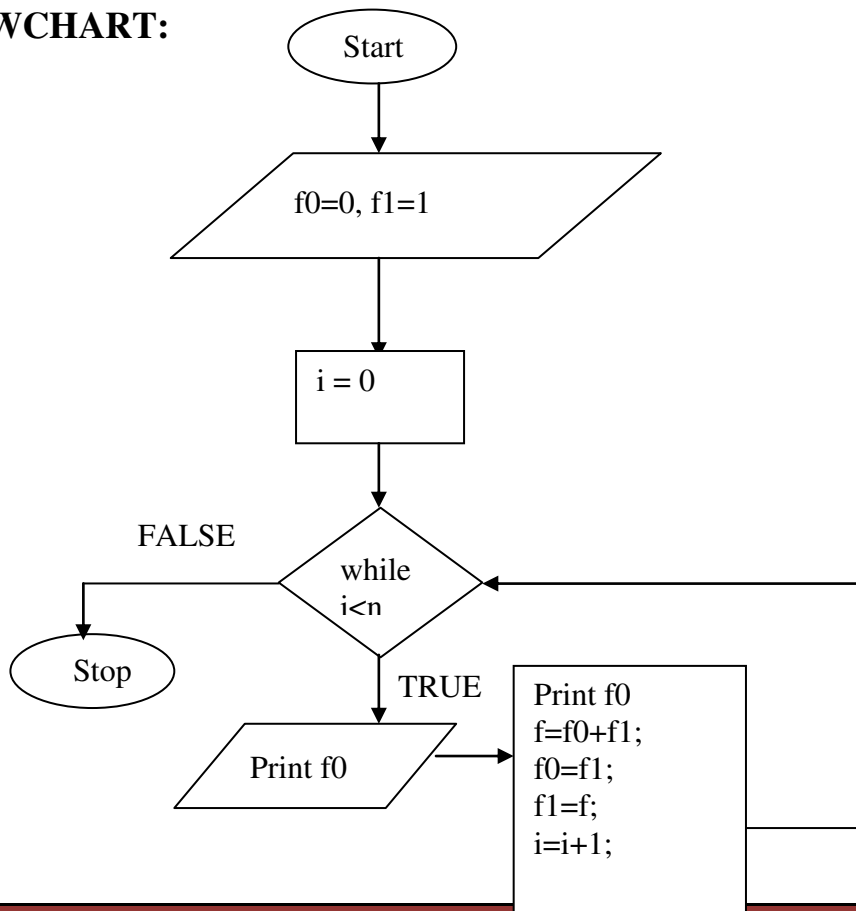 WCHART:
Start
f0=0, f1=1
i = 0
FALSE
while
i<n
Stop
TRUE
Print f0
Print f0
f=f0+f1;
f0=f1;
f1=f;
i=i+1;